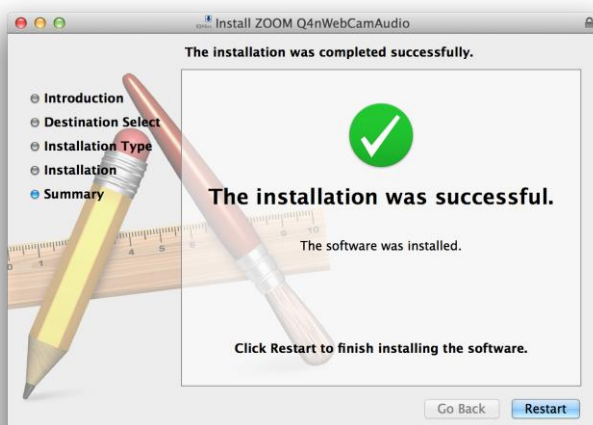 Install ZOOM Q4nWebCamAudio
The installation was completed successfully.
Introduction
Destination Select
Installation Type
Installation
Summary
The installation was successful.
The software was installed.
Click Restart to finish installing the software.
Go Back
Restart